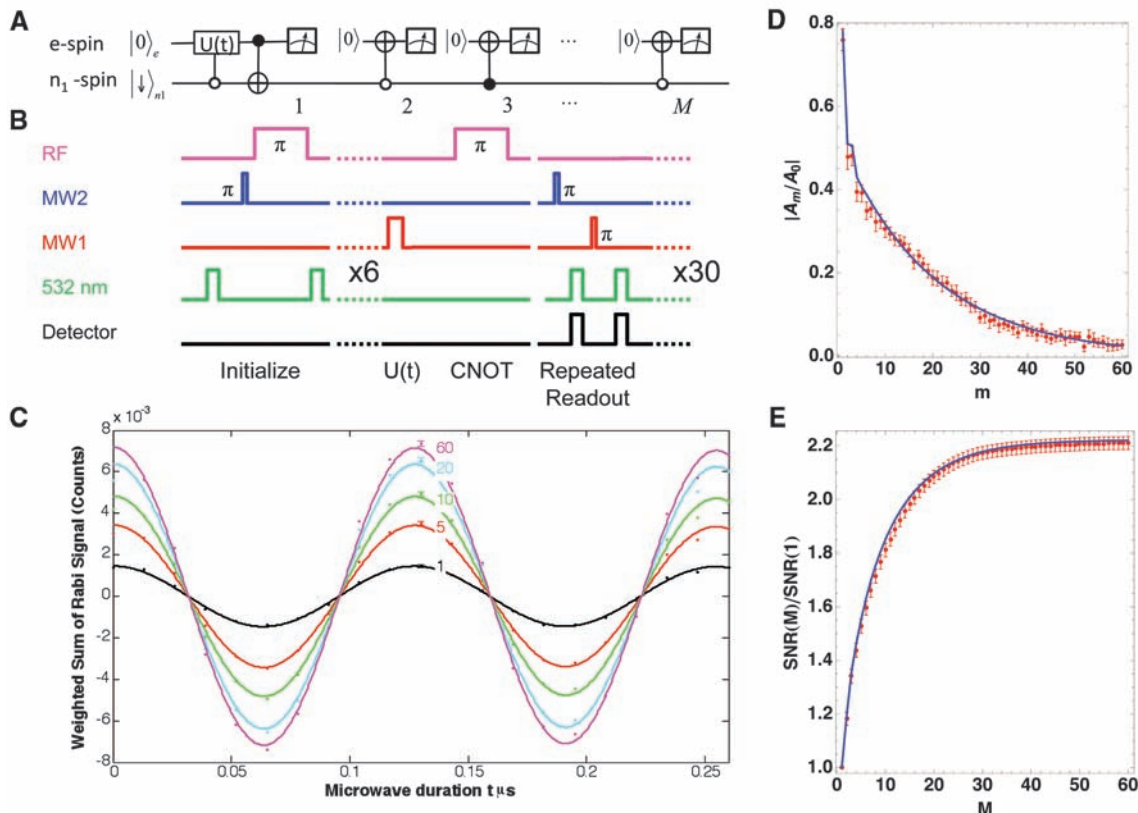 A
e-spin |0⟩e U(t) |0⟩ |0⟩ ... |0⟩
n1 -spin |↓⟩n1
1 2 3 ... M
B
RF π π
MW2 π π
MW1 π
532 nm x6 x30
Detector
Initialize U(t) CNOT Repeated
Readout
C
x 10-3
Weighted Sum of Rabi Signal (Counts)
8
6
4
2
0
-2
-4
-6
-8
60
20
10
5
1
0 0.05 0.1 0.15 0.2 0.25
Microwave duration t μs
D
|Am/A0|
0.8
0.6
0.4
0.2
0.0
0 10 20 30 40 50 60
m
E
SNR(M)/SNR(1)
2.2
2.0
1.8
1.6
1.4
1.2
1.0
0 10 20 30 40 50 60
M